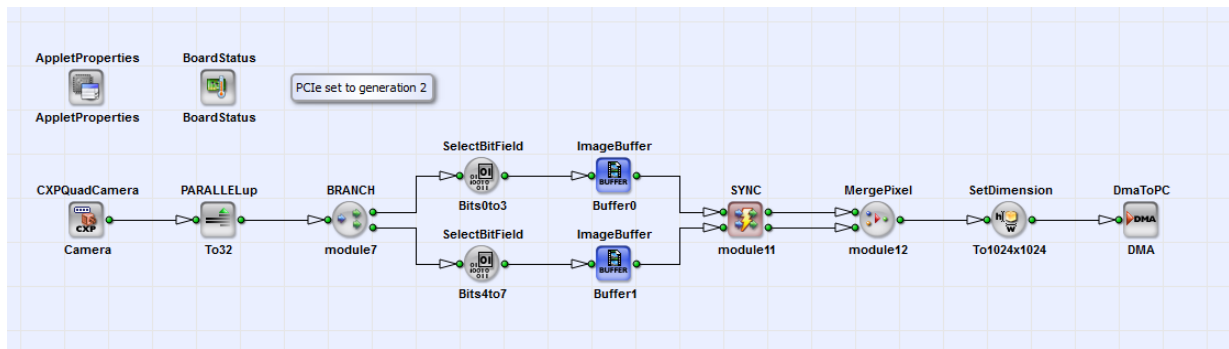 AppletProperties
BoardStatus
PCIe set to generation 2
AppletProperties
BoardStatus
SelectBitField
ImageBuffer
BUFFER
Bits0to3
Buffer0
CXPQuadCamera
PARALLELup
BRANCH
SYNC
MergePixel
SetDimension
DmaToPC
CXP
DMA
Camera
To32
module7
module11
module12
To1024x1024
DMA
SelectBitField
ImageBuffer
BUFFER
Bits4to7
Buffer1